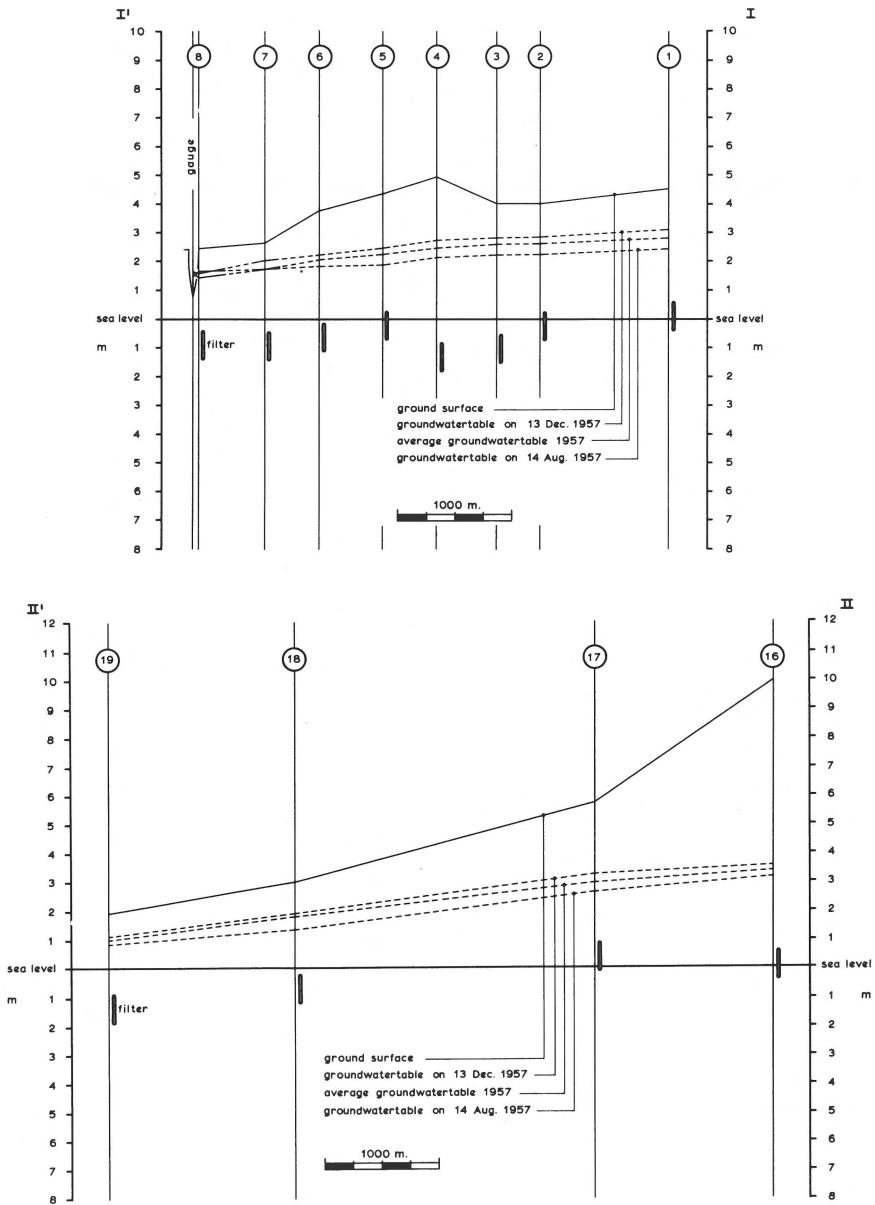 I' I
10 10
8 7 6 5 4 3 2 1
9 9
8 8
7 7
gauge
6 6
5 5
4 4
3 3
2 2
1 1
sea level sea level
m 1 filter 1 m
2 2
3 3
ground surface
groundwatertable on 13 Dec. 1957
4 4
average groundwatertable 1957
groundwatertable on 14 Aug. 1957
5 5
6 6
1000 m.
7 7
8 8
II' II
12 12
11 11
19 18 17 16
10 10
9 9
8 8
7 7
6 6
5 5
4 4
3 3
2 2
1 1
sea level sea level
m 1 filter 1 m
2 2
3 3
ground surface
groundwatertable on 13 Dec. 1957
4 4
average groundwatertable 1957
groundwatertable on 14 Aug. 1957
5 5
6 6
1000 m.
7 7
8 8